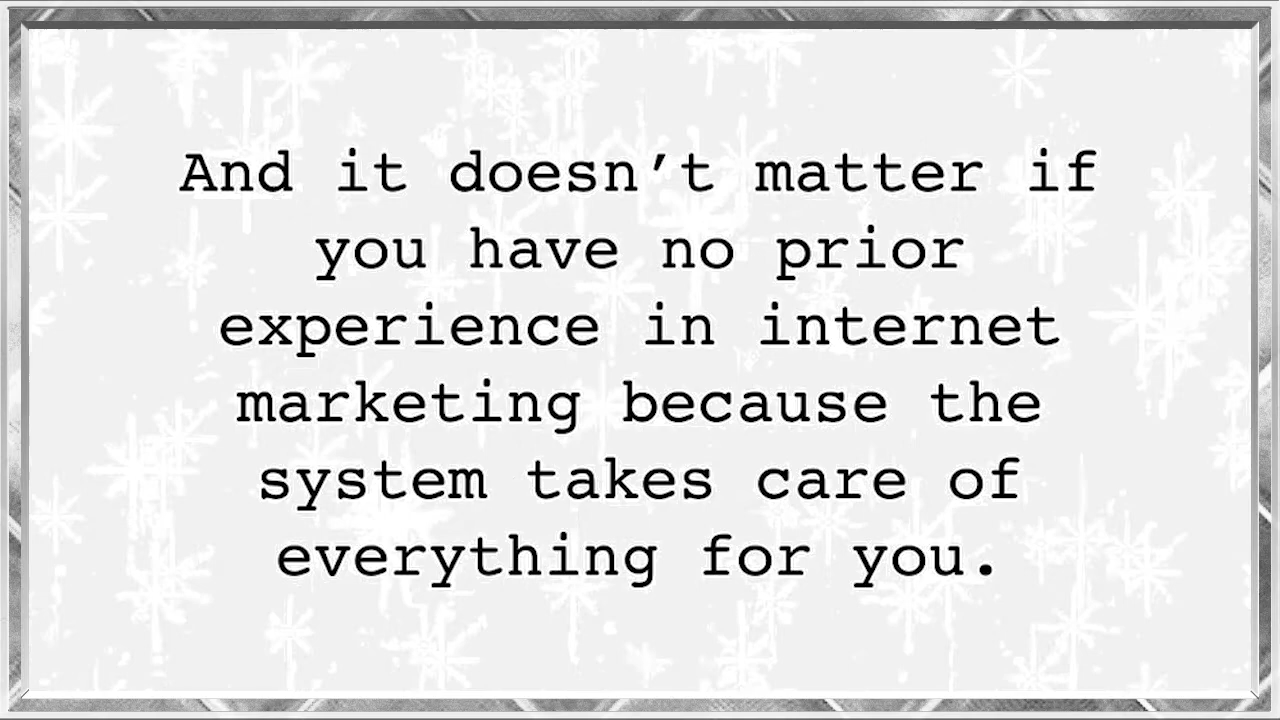 And it doesn’t matter if
you have no prior
experience in internet
marketing because the
system takes care of
everything for you.